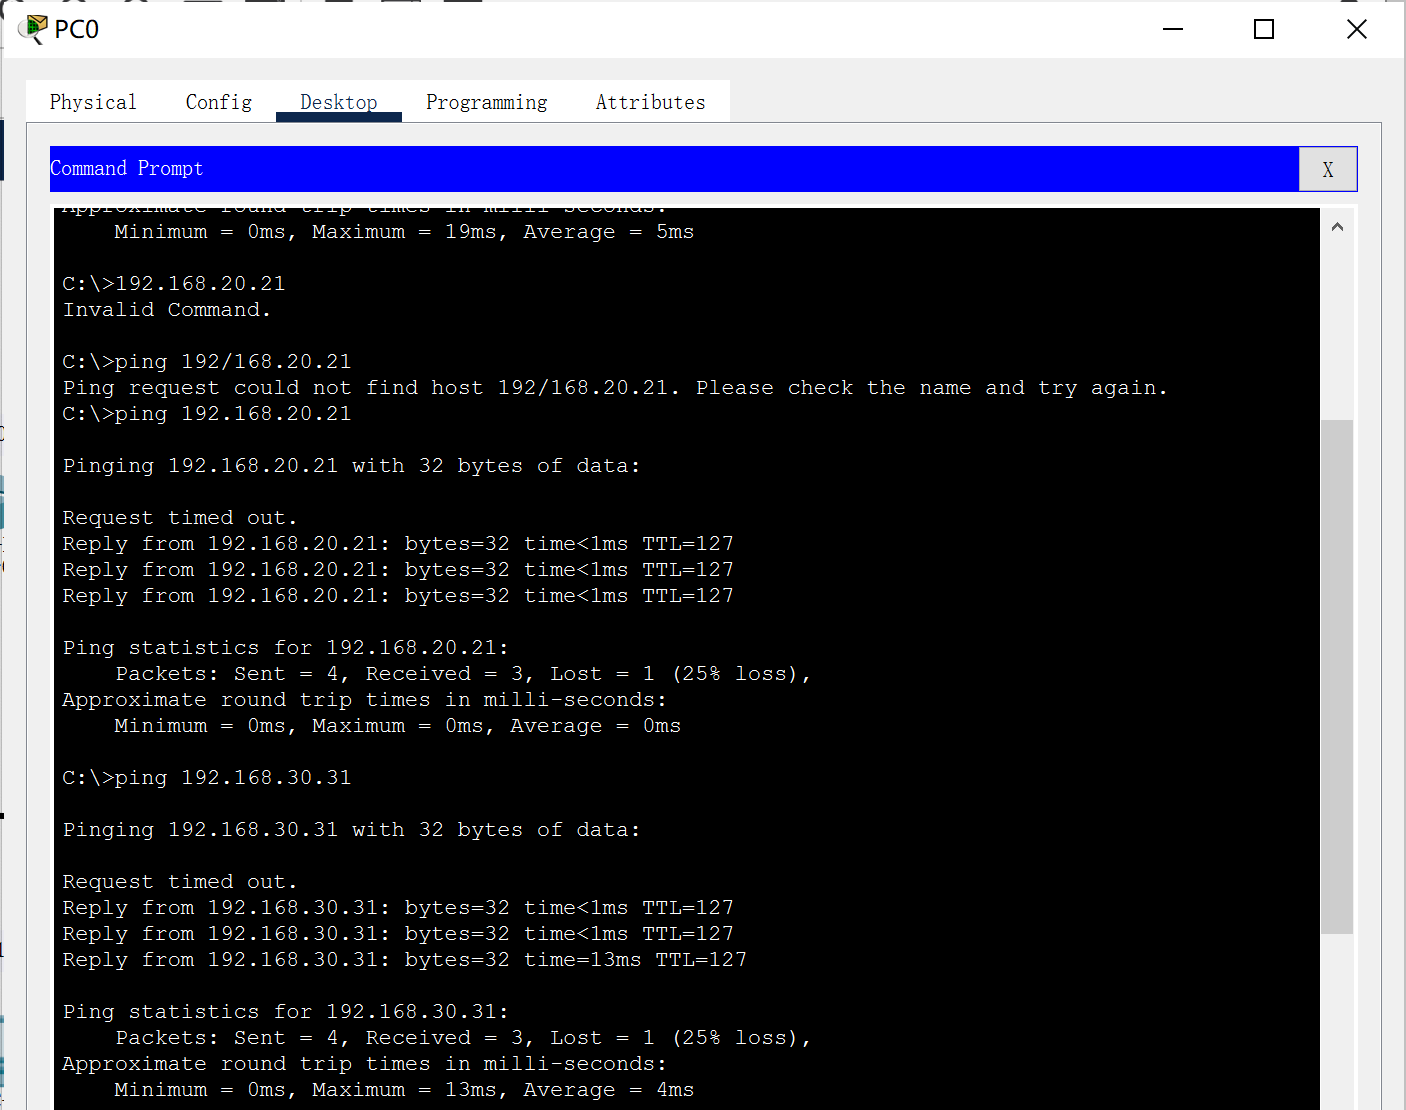 PC0
Physical Config Desktop Programming Attributes
Command Prompt X
Approximate round trip times in milli-seconds:
Minimum = 0ms, Maximum = 19ms, Average = 5ms
C:\>192.168.20.21
Invalid Command.
C:\>ping 192/168.20.21
Ping request could not find host 192/168.20.21. Please check the name and try again.
C:\>ping 192.168.20.21
Pinging 192.168.20.21 with 32 bytes of data:
Request timed out.
Reply from 192.168.20.21: bytes=32 time<1ms TTL=127
Reply from 192.168.20.21: bytes=32 time<1ms TTL=127
Reply from 192.168.20.21: bytes=32 time<1ms TTL=127
Ping statistics for 192.168.20.21:
Packets: Sent = 4, Received = 3, Lost = 1 (25% loss),
Approximate round trip times in milli-seconds:
Minimum = 0ms, Maximum = 0ms, Average = 0ms
C:\>ping 192.168.30.31
Pinging 192.168.30.31 with 32 bytes of data:
Request timed out.
Reply from 192.168.30.31: bytes=32 time<1ms TTL=127
Reply from 192.168.30.31: bytes=32 time<1ms TTL=127
Reply from 192.168.30.31: bytes=32 time=13ms TTL=127
Ping statistics for 192.168.30.31:
Packets: Sent = 4, Received = 3, Lost = 1 (25% loss),
Approximate round trip times in milli-seconds:
Minimum = 0ms, Maximum = 13ms, Average = 4ms